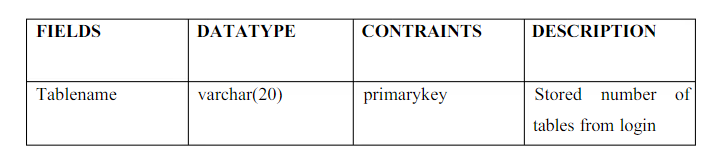 FIELDS DATATYPE CONTRAINTS DESCRIPTION
Tablename varchar(20) primarykey Stored number of
tables from login